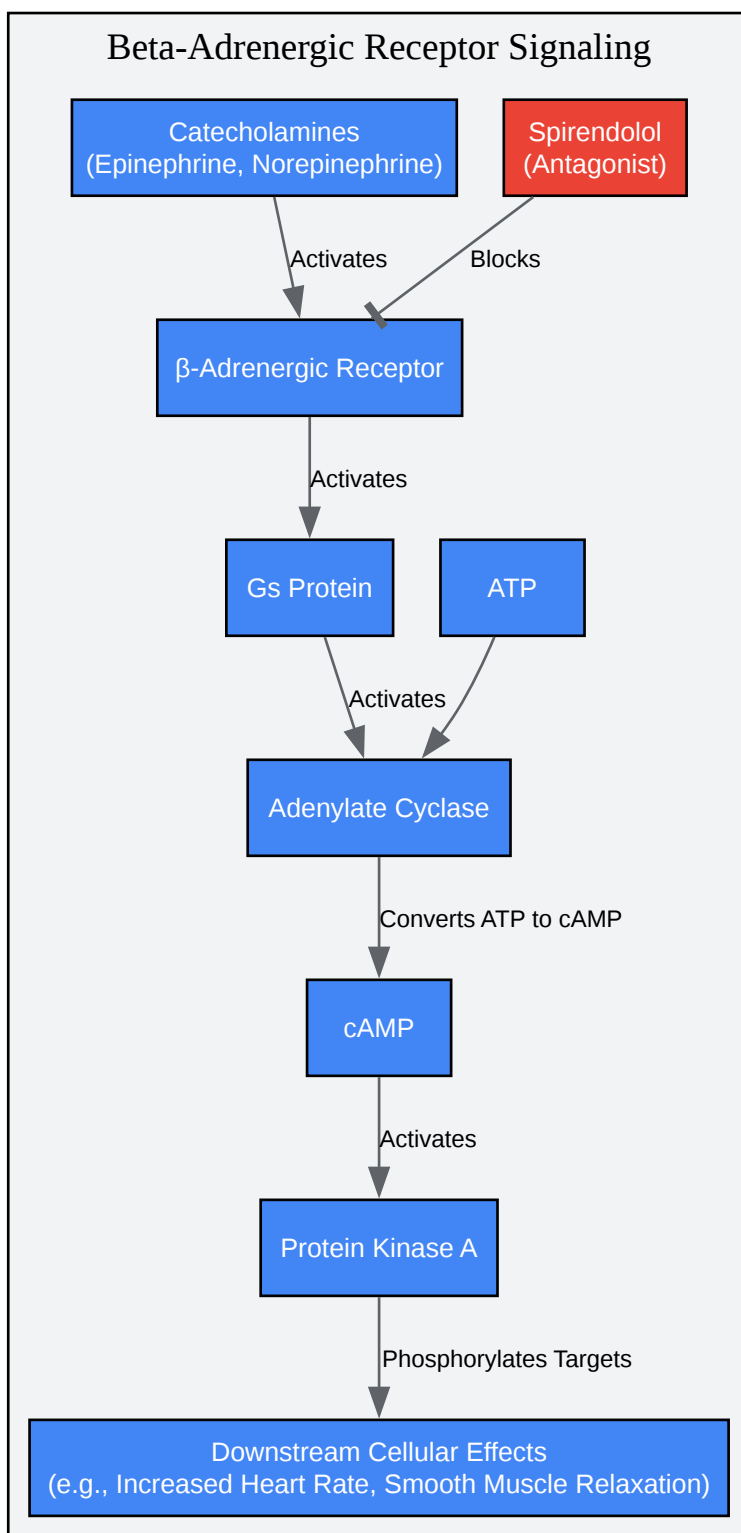 Beta-Adrenergic Receptor Signaling
Catecholamines
(Epinephrine, Norepinephrine)
Spirendolol
(Antagonist)
Activates
Blocks
β-Adrenergic Receptor
Activates
Gs Protein
ATP
Activates
Adenylate Cyclase
Converts ATP to cAMP
cAMP
Activates
Protein Kinase A
Phosphorylates Targets
Downstream Cellular Effects
(e.g., Increased Heart Rate, Smooth Muscle Relaxation)